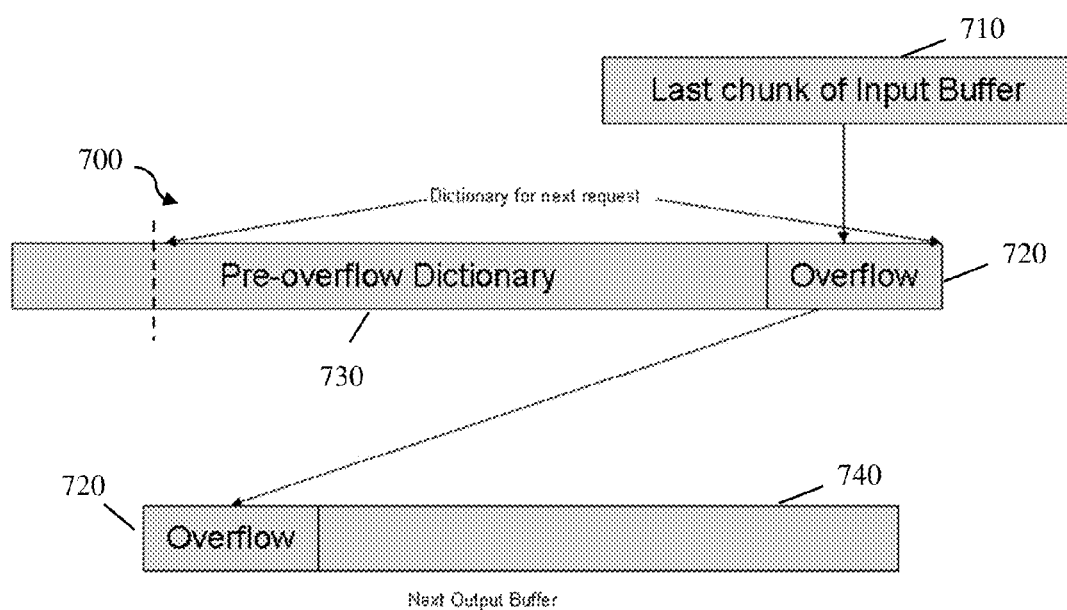 710
Last chunk of Input Buffer
700
Dictionary for next request
Pre-overflow Dictionary
Overflow
720
730
720
740
Overflow
Next Output Buffer